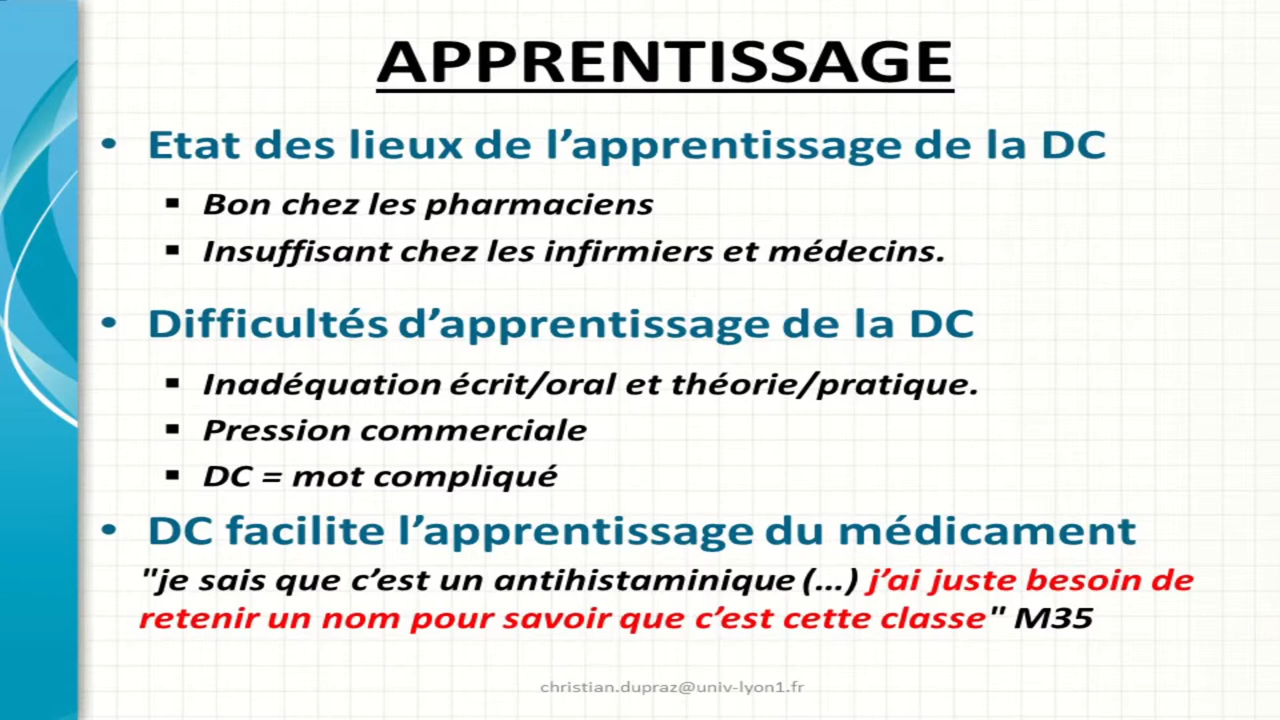 APPRENTISSAGE
• Etat des lieux de l’apprentissage de la DC
▪ Bon chez les pharmaciens
▪ Insuffisant chez les infirmiers et médecins.
• Difficultés d’apprentissage de la DC
▪ Inadéquation écrit/oral et théorie/pratique.
▪ Pression commerciale
▪ DC = mot compliqué
• DC facilite l’apprentissage du médicament
"je sais que c’est un antihistaminique (…) j’ai juste besoin de
retenir un nom pour savoir que c’est cette classe" M35
christian.dupraz@univ-lyon1.fr